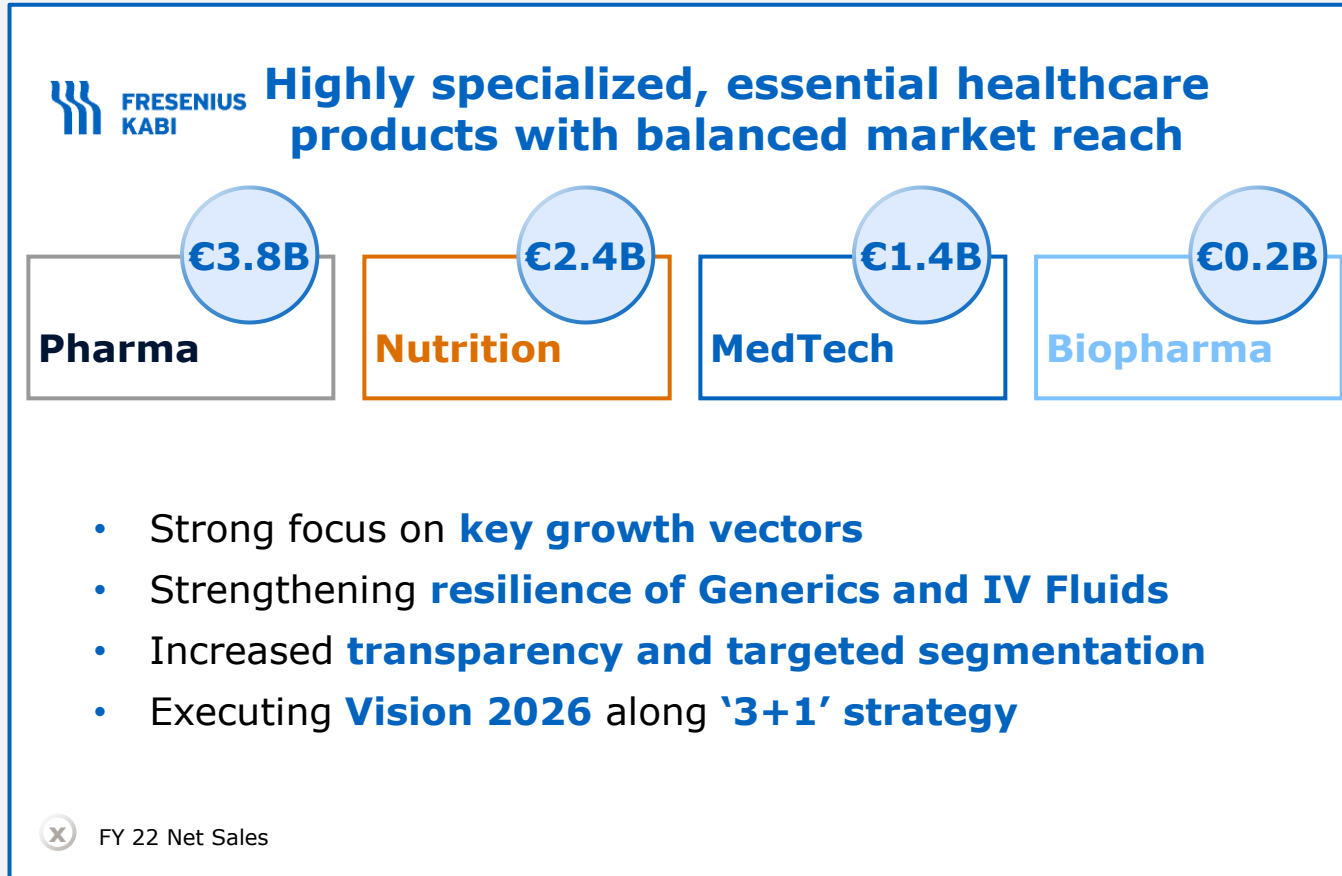 FRESENIUS
KABI
Highly specialized, essential healthcare
products with balanced market reach
€3.8B
Pharma
€2.4B
Nutrition
€1.4B
MedTech
€0.2B
Biopharma
• Strong focus on key growth vectors
• Strengthening resilience of Generics and IV Fluids
• Increased transparency and targeted segmentation
• Executing Vision 2026 along ‘3+1’ strategy
x FY 22 Net Sales